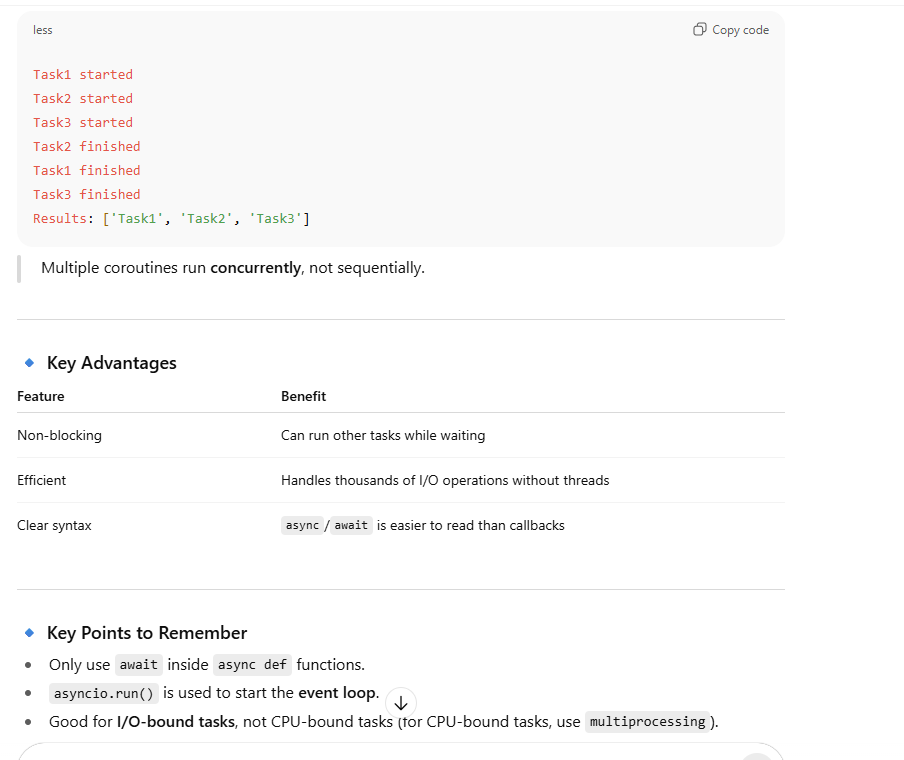 less
Copy code
Task1 started
Task2 started
Task3 started
Task2 finished
Task1 finished
Task3 finished
Results: ['Task1', 'Task2', 'Task3']
Multiple coroutines run concurrently, not sequentially.
Key Advantages
Feature Benefit
Non-blocking Can run other tasks while waiting
Efficient Handles thousands of I/O operations without threads
Clear syntax async / await is easier to read than callbacks
Key Points to Remember
Only use await inside async def functions.
asyncio.run() is used to start the event loop.
Good for I/O-bound tasks, not CPU-bound tasks (for CPU-bound tasks, use multiprocessing ).